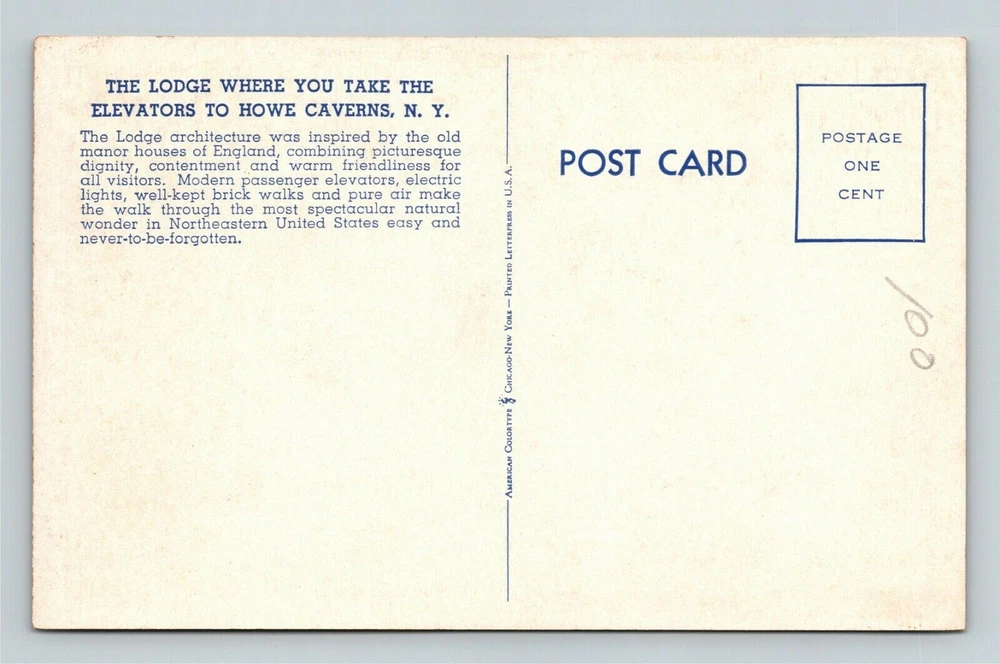 THE LODGE WHERE YOU TAKE THE
ELEVATORS TO HOWE CAVERNS, N. Y.
The Lodge architecture was inspired by the old
manor houses of England, combining picturesque
dignity, contentment and warm friendliness for
all visitors. Modern passenger elevators, electric
lights, well-kept brick walks and pure air make
the walk through the most spectacular natural
wonder in Northeastern United States easy and
never-to-be-forgotten.
American Colortype Chicago-New York — Printed Letterpress in U.S.A.
POST CARD
POSTAGE
ONE
CENT
100